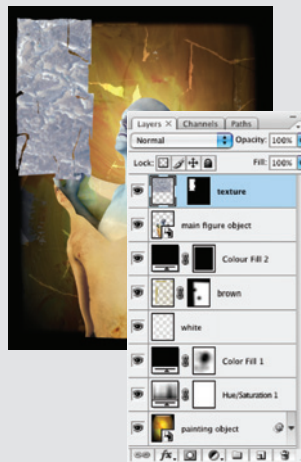 Layers × Channels Paths
Normal Opacity: 100%
Lock: Fill: 100%
texture
main figure object
Colour Fill 2
brown
white
Color Fill 1
Hue/Saturation 1
painting object
fx.